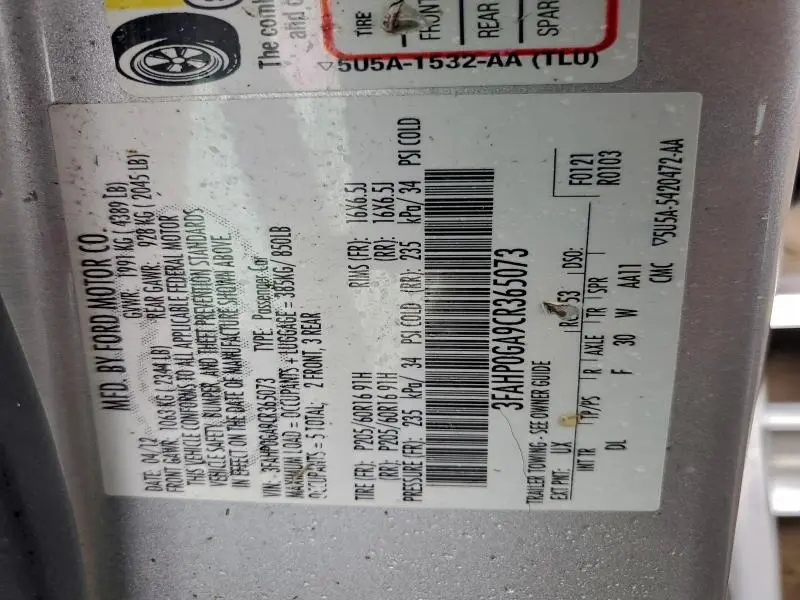 The comb
and c
TIRE
FRONT
REAR
SPAR
5U5A-1532-AA (TLU)
MFD. BY FORD MOTOR CO.
DATE: 04/12 GVWR: 1991 KG ( 4389 LB)
FRONT GAWR: 1063 KG ( 2344 LB) REAR GAWR: 928 KG ( 2045 LB)
THIS VEHICLE CONFORMS TO ALL APPLICABLE FEDERAL MOTOR
VEHICLE SAFETY, BUMPER, AND THEFT PREVENTION STANDARDS
IN EFFECT ON THE DATE OF MANUFACTURE SHOWN ABOVE.
VIN: 3FAHP0GA9CR365073 TYPE: Passenger Car
MAXIMUM LOAD = OCCUPANTS + LUGGAGE = 385KG/ 850LB
OCCUPANTS = 5 TOTAL; 2 FRONT, 3 REAR
TIRE (FR): P205/60R16 91H RIMS (FR): 16X6.5J
(RR): P205/60R16 91H (RR): 16X6.5J
PRESSURE (FR): 235 kPa/ 34 PSI COLD (RR): 235 kPa/ 34 PSI COLD
3FAHP0GA9CR365073
F0121
R0103
TRAILER TOWING - SEE OWNER GUIDE 53 DSO:
EXT PNT: UX
INT TR TP/PS R AXLE TR SPR
DL F 30 W AA11
CMC 5U5A-5420472-AA